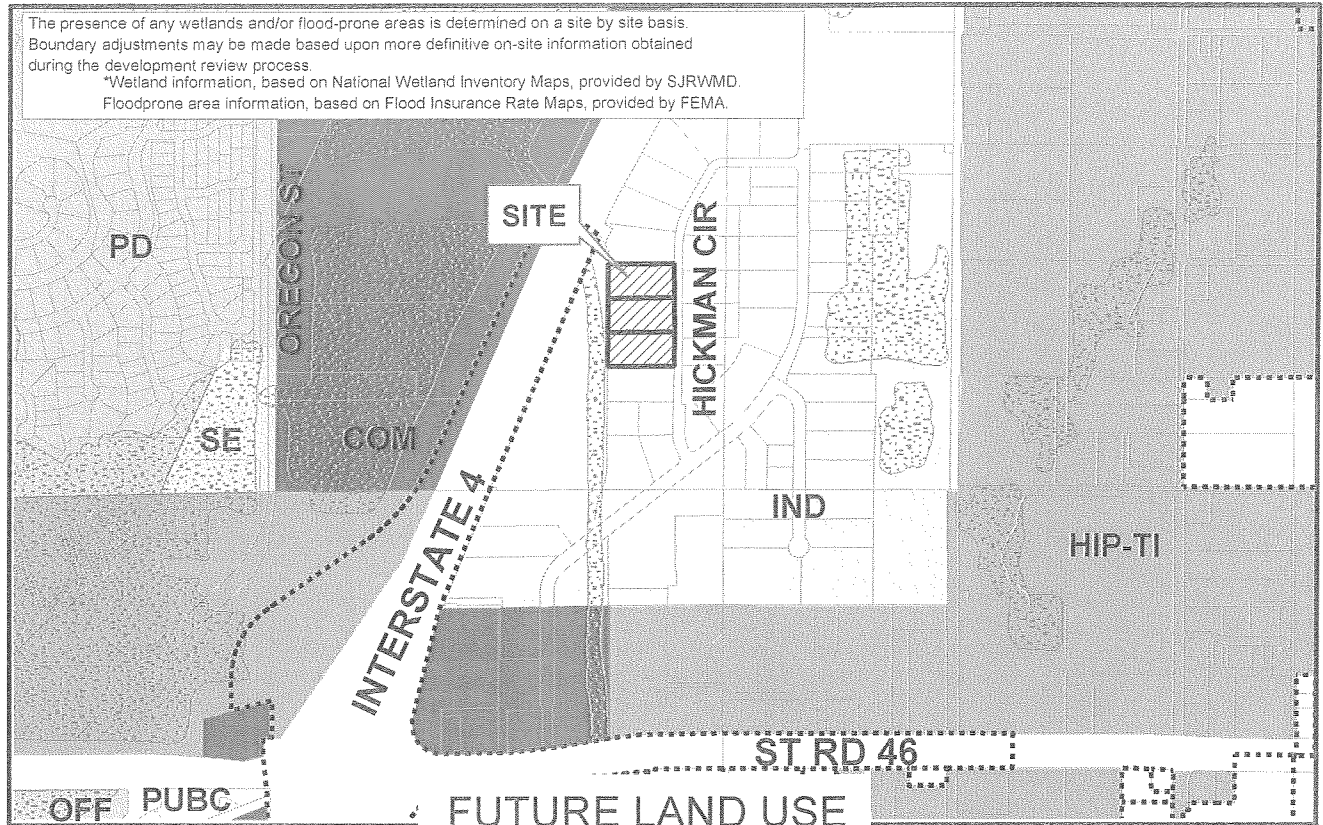 The presence of any wetlands and/or flood-prone areas is determined on a site by site basis.
Boundary adjustments may be made based upon more definitive on-site information obtained
during the development review process.
*Wetland information, based on National Wetland Inventory Maps, provided by SJRWMD.
Floodprone area information, based on Flood Insurance Rate Maps, provided by FEMA.
SITE
PD
OREGON ST
HICKMAN CIR
SE
COM
INTERSTATE 4
IND
HIP-TI
ST RD 46
OFF
PUBC
FUTURE LAND USE